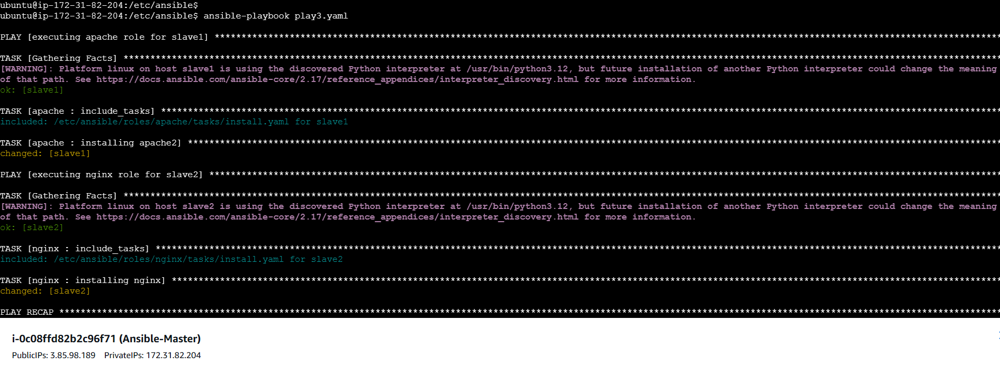 ubuntu@ip-172-31-82-204:/etc/ansible$
ubuntu@ip-172-31-82-204:/etc/ansible$ ansible-playbook play3.yaml
PLAY [executing apache role for slave1] ****************************************************************************************************************************************************
TASK [Gathering Facts] *********************************************************************************************************************************************************************
[WARNING]: Platform linux on host slave1 is using the discovered Python interpreter at /usr/bin/python3.12, but future installation of another Python interpreter could change the meaning
of that path. See https://docs.ansible.com/ansible-core/2.17/reference_appendices/interpreter_discovery.html for more information.
ok: [slave1]
TASK [apache : include_tasks] **************************************************************************************************************************************************************
included: /etc/ansible/roles/apache/tasks/install.yaml for slave1
TASK [apache : installing apache2] *********************************************************************************************************************************************************
changed: [slave1]
PLAY [executing nginx role for slave2] *****************************************************************************************************************************************************
TASK [Gathering Facts] *********************************************************************************************************************************************************************
[WARNING]: Platform linux on host slave2 is using the discovered Python interpreter at /usr/bin/python3.12, but future installation of another Python interpreter could change the meaning
of that path. See https://docs.ansible.com/ansible-core/2.17/reference_appendices/interpreter_discovery.html for more information.
ok: [slave2]
TASK [nginx : include_tasks] ***************************************************************************************************************************************************************
included: /etc/ansible/roles/nginx/tasks/install.yaml for slave2
TASK [nginx : installing nginx] ************************************************************************************************************************************************************
changed: [slave2]
PLAY RECAP *********************************************************************************************************************************************************************************
i-0c08ffd82b2c96f71 (Ansible-Master)
PublicIPs: 3.85.98.189 PrivateIPs: 172.31.82.204